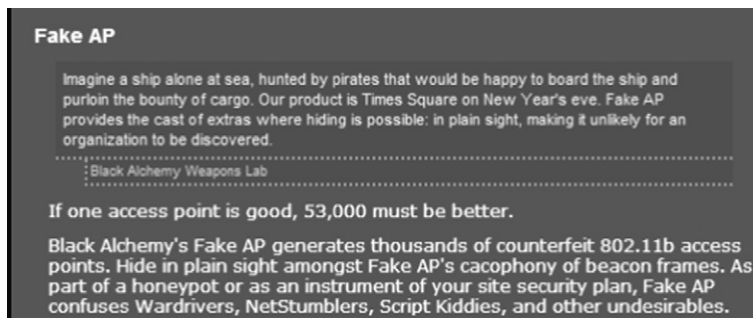 Fake AP
Imagine a ship alone at sea, hunted by pirates that would be happy to board the ship and
purloin the bounty of cargo. Our product is Times Square on New Year's eve. Fake AP
provides the cast of extras where hiding is possible: in plain sight, making it unlikely for an
organization to be discovered.
Black Alchemy Weapons Lab
If one access point is good, 53,000 must be better.
Black Alchemy's Fake AP generates thousands of counterfeit 802.11b access
points. Hide in plain sight amongst Fake AP's cacophony of beacon frames. As
part of a honeypot or as an instrument of your site security plan, Fake AP
confuses Wardrivers, NetStumblers, Script Kiddies, and other undesirables.